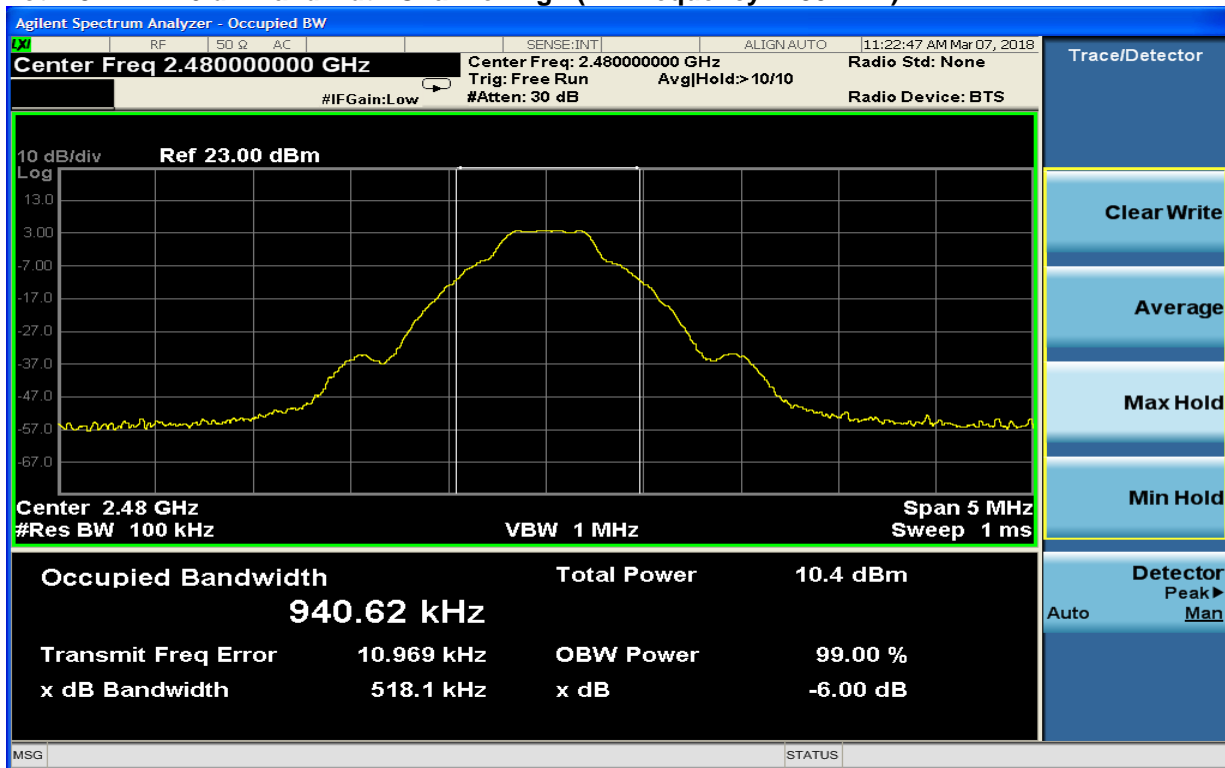 Agilent Spectrum Analyzer - Occupied BW
LXI RF 50 Ω AC SENSE:INT ALIGN AUTO 11:22:47 AM Mar 07, 2018
Center Freq 2.480000000 GHz
Center Freq: 2.480000000 GHz
Radio Std: None
Trig: Free Run Avg|Hold:>10/10
#IFGain:Low
#Atten: 30 dB
Radio Device: BTS
Trace/Detector
10 dB/div Ref 23.00 dBm
Log
13.0
3.00
-7.00
-17.0
-27.0
-37.0
-47.0
-57.0
-67.0
Center 2.48 GHz Span 5 MHz
#Res BW 100 kHz VBW 1 MHz Sweep 1 ms
Occupied Bandwidth Total Power 10.4 dBm
940.62 kHz
Transmit Freq Error 10.969 kHz OBW Power 99.00 %
x dB Bandwidth 518.1 kHz x dB -6.00 dB
Clear Write
Average
Max Hold
Min Hold
Detector
Peak▶
Auto Man
MSG STATUS